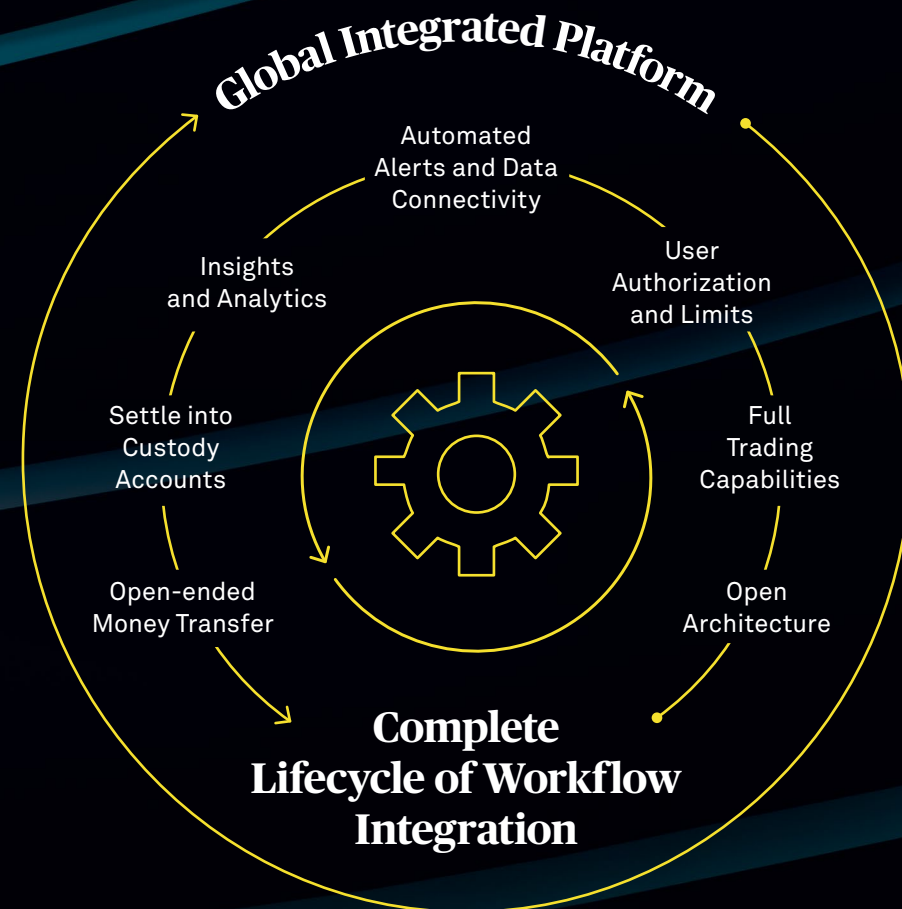 Global Integrated Platform
Automated
Alerts and Data
Connectivity
User
Authorization
and Limits
Insights
and Analytics
Full
Trading
Capabilities
Settle into
Custody
Accounts
Open
Architecture
Open-ended
Money Transfer
Complete
Lifecycle of Workflow
Integration